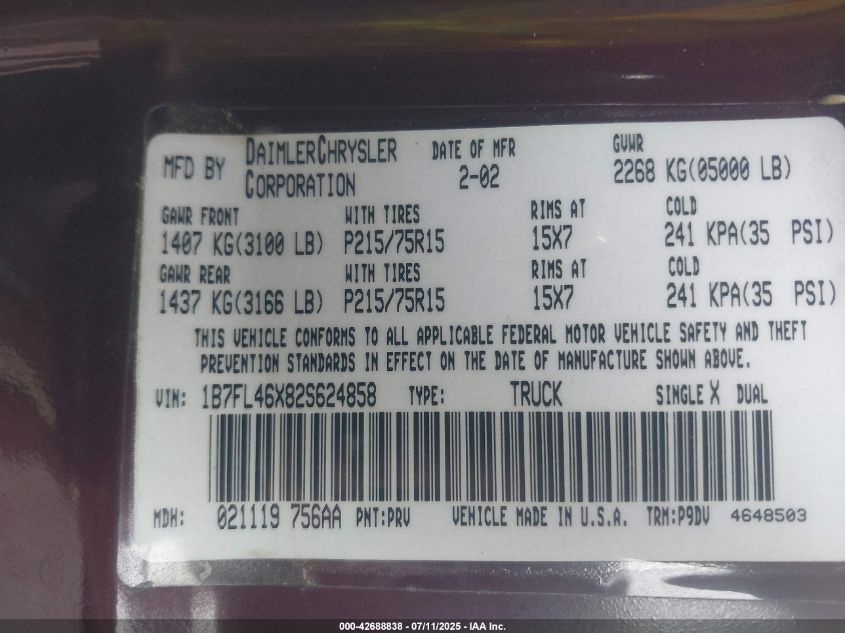 MFD BY DAIMLERCHRYSLER CORPORATION DATE OF MFR 2-02 GVWR 2268 KG(05000 LB)
GAWR FRONT WITH TIRES RIMS AT COLD
1407 KG(3100 LB) P215/75R15 15X7 241 KPA(35 PSI)
GAWR REAR WITH TIRES RIMS AT COLD
1437 KG(3166 LB) P215/75R15 15X7 241 KPA(35 PSI)
THIS VEHICLE CONFORMS TO ALL APPLICABLE FEDERAL MOTOR VEHICLE SAFETY AND THEFT
PREVENTION STANDARDS IN EFFECT ON THE DATE OF MANUFACTURE SHOWN ABOVE.
VIN: 1B7FL46X82S624858 TYPE: TRUCK SINGLE X DUAL
MDH: 021119 756AA PNT:PRV VEHICLE MADE IN U.S.A. TRM:P9DV 4648503
000-42688838 - 07/11/2025 - IAA Inc.